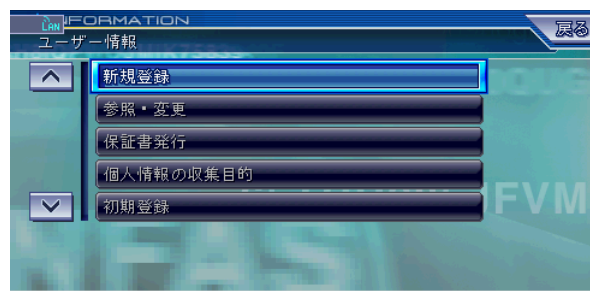 INFORMATION
LAN
ユーザー情報
戻る
新規登録
参照・変更
保証書発行
個人情報の収集目的
初期登録